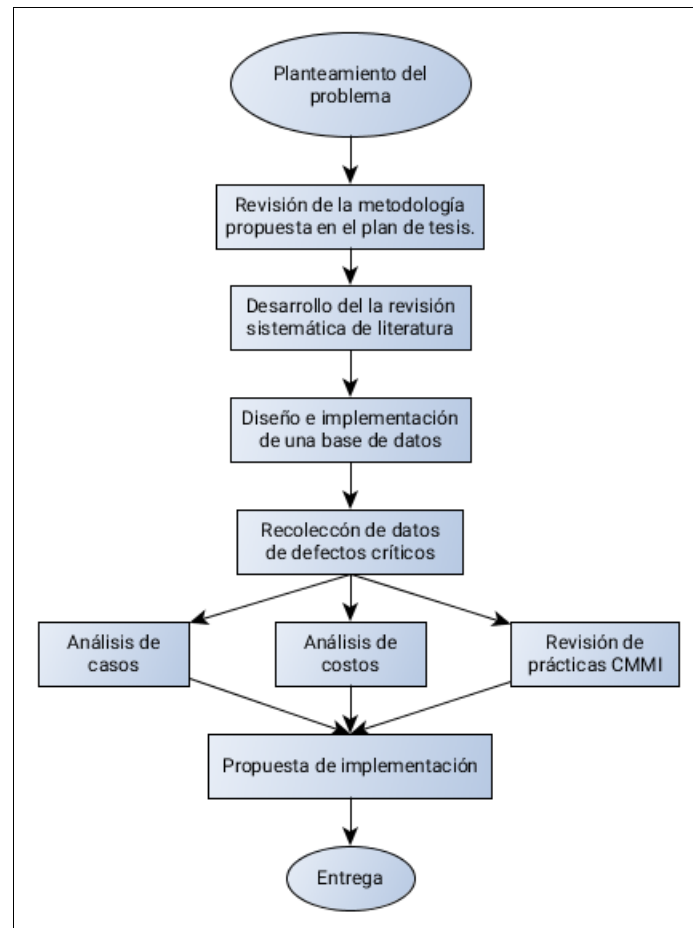 Planteamiento del
problema
Revisión de la metodología
propuesta en el plan de tesis.
Desarrollo del la revisión
sistemática de literatura
Diseño e implementación
de una base de datos
Recoleccón de datos
de defectos críticos
Análisis de
casos
Análisis de
costos
Revisión de
prácticas CMMI
Propuesta de implementación
Entrega